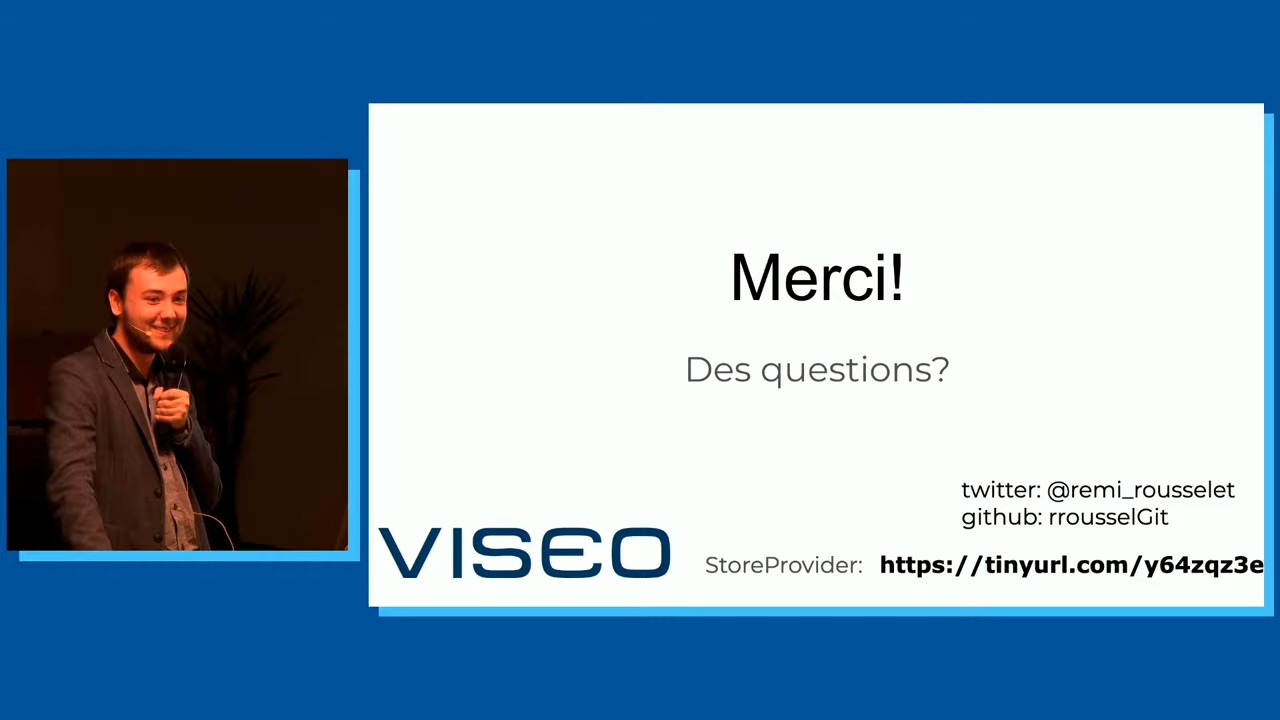 Merci!
Des questions?
twitter: @remi_rousselet
github: rrousselGit
VISEO
StoreProvider: https://tinyurl.com/y64zqz3e